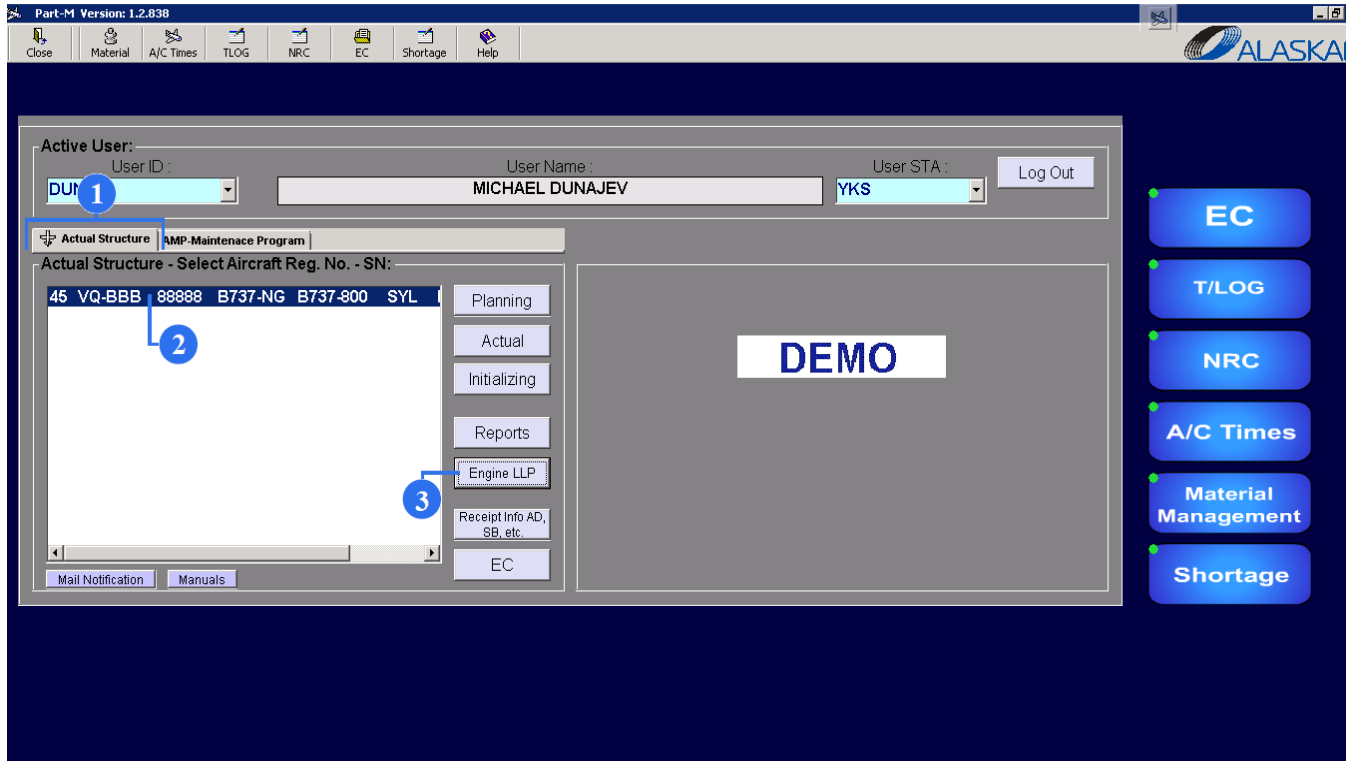 Part-M Version: 1.2.838
Close Material A/C Times TLOG NRC EC Shortage Help
ALASKA
Active User:
User ID : User Name : User STA :
DUN MICHAEL DUNAJEV YKS Log Out
1
Actual Structure AMP-Maintenace Program
Actual Structure - Select Aircraft Reg. No. - SN:
45 VQ-BBB 88888 B737-NG B737-800 SYL
2
Planning
Actual
Initializing
Reports
Engine LLP
3
Receipt Info AD,
SB, etc.
EC
Mail Notification Manuals
DEMO
EC
T/LOG
NRC
A/C Times
Material
Management
Shortage